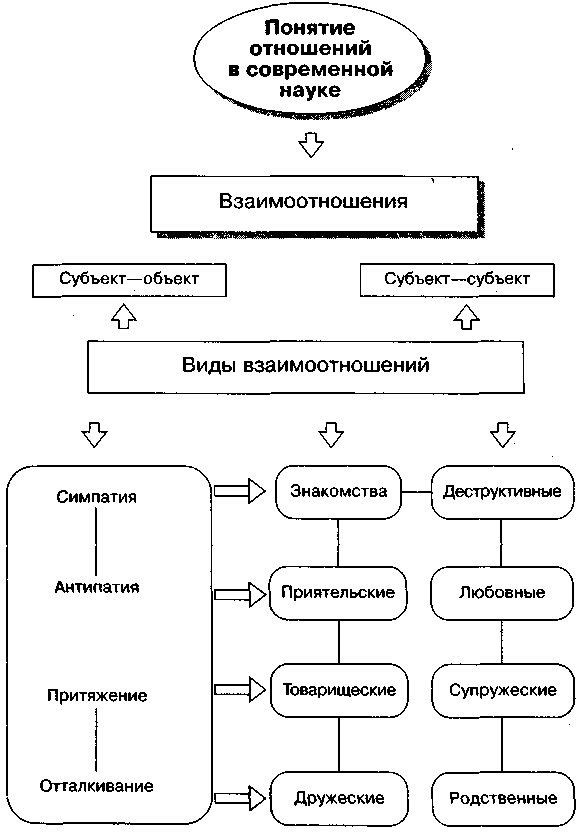 Понятие
отношений
в современной
науке
Взаимоотношения
Субъект—объект
Субъект—субъект
Виды взаимоотношений
Симпатия
Знакомства
Деструктивные
Антипатия
Приятельские
Любовные
Притяжение
Товарищеские
Супружеские
Отталкивание
Дружеские
Родственные